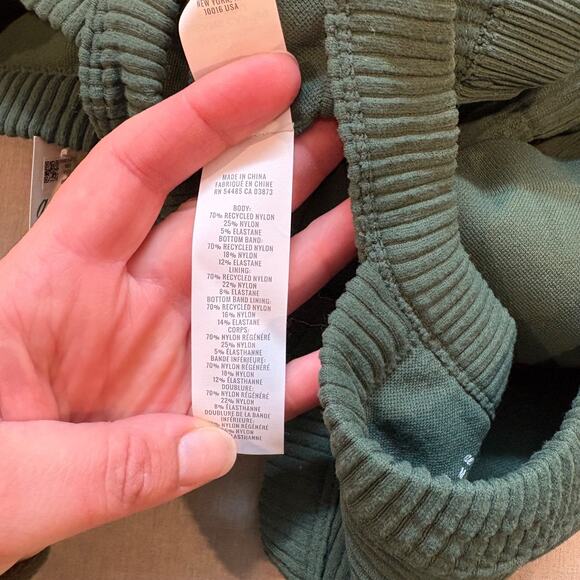 NEW YORK,
10016 USA
MADE IN CHINA
FABRIQUÉ EN CHINE
RN 54485 CA 03873
BODY:
70% RECYCLED NYLON
25% NYLON
5% ELASTANE
BOTTOM BAND:
70% RECYCLED NYLON
18% NYLON
12% ELASTANE
LINING:
70% RECYCLED NYLON
22% NYLON
8% ELASTANE
BOTTOM BAND LINING:
70% RECYCLED NYLON
16% NYLON
14% ELASTANE
CORPS:
70% NYLON RÉGÉNÉRÉ
25% NYLON
5% ÉLASTHANNE
BANDE INFÉRIEURE:
70% NYLON RÉGÉNÉRÉ
18% NYLON
12% ÉLASTHANNE
DOUBLURE:
70% NYLON RÉGÉNÉRÉ
22% NYLON
8% ÉLASTHANNE
DOUBLURE DE LA BANDE
INFÉRIEURE:
NYLON RÉGÉNÉRÉ
NYLON
ÉLASTHANNE